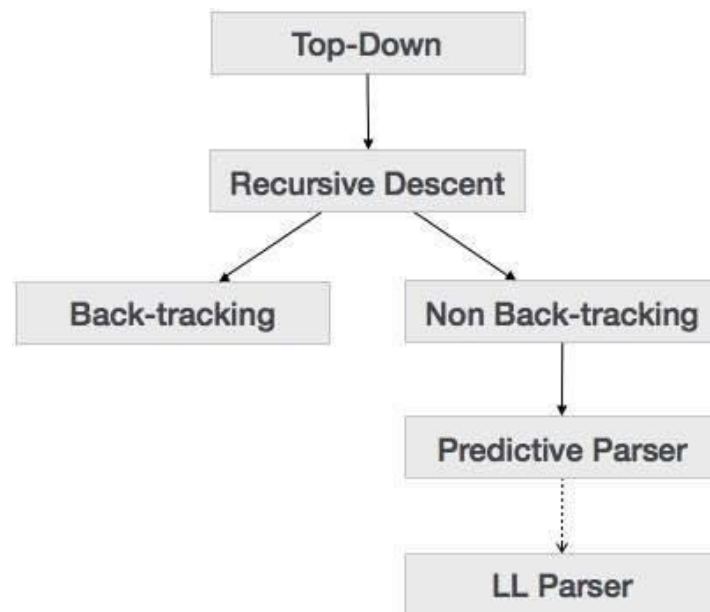 Top-Down
Recursive Descent
Back-tracking
Non Back-tracking
Predictive Parser
LL Parser